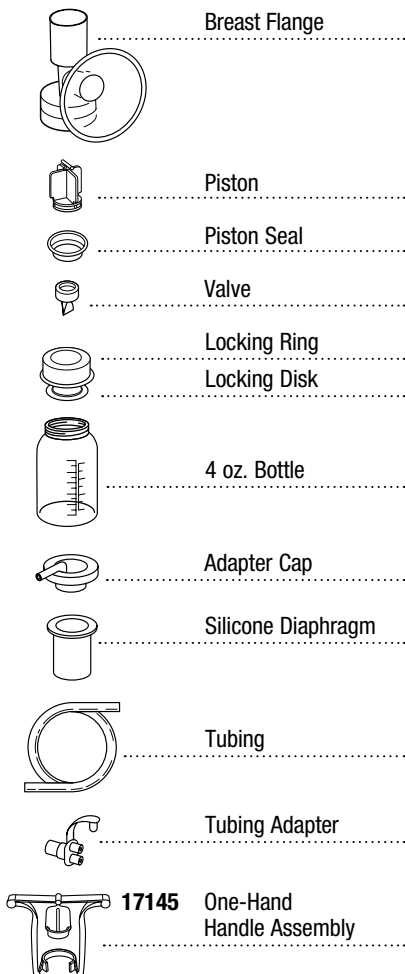 Breast Flange
Piston
Piston Seal
Valve
Locking Ring
Locking Disk
4 oz. Bottle
Adapter Cap
Silicone Diaphragm
Tubing
Tubing Adapter
17145 One-Hand
Handle Assembly